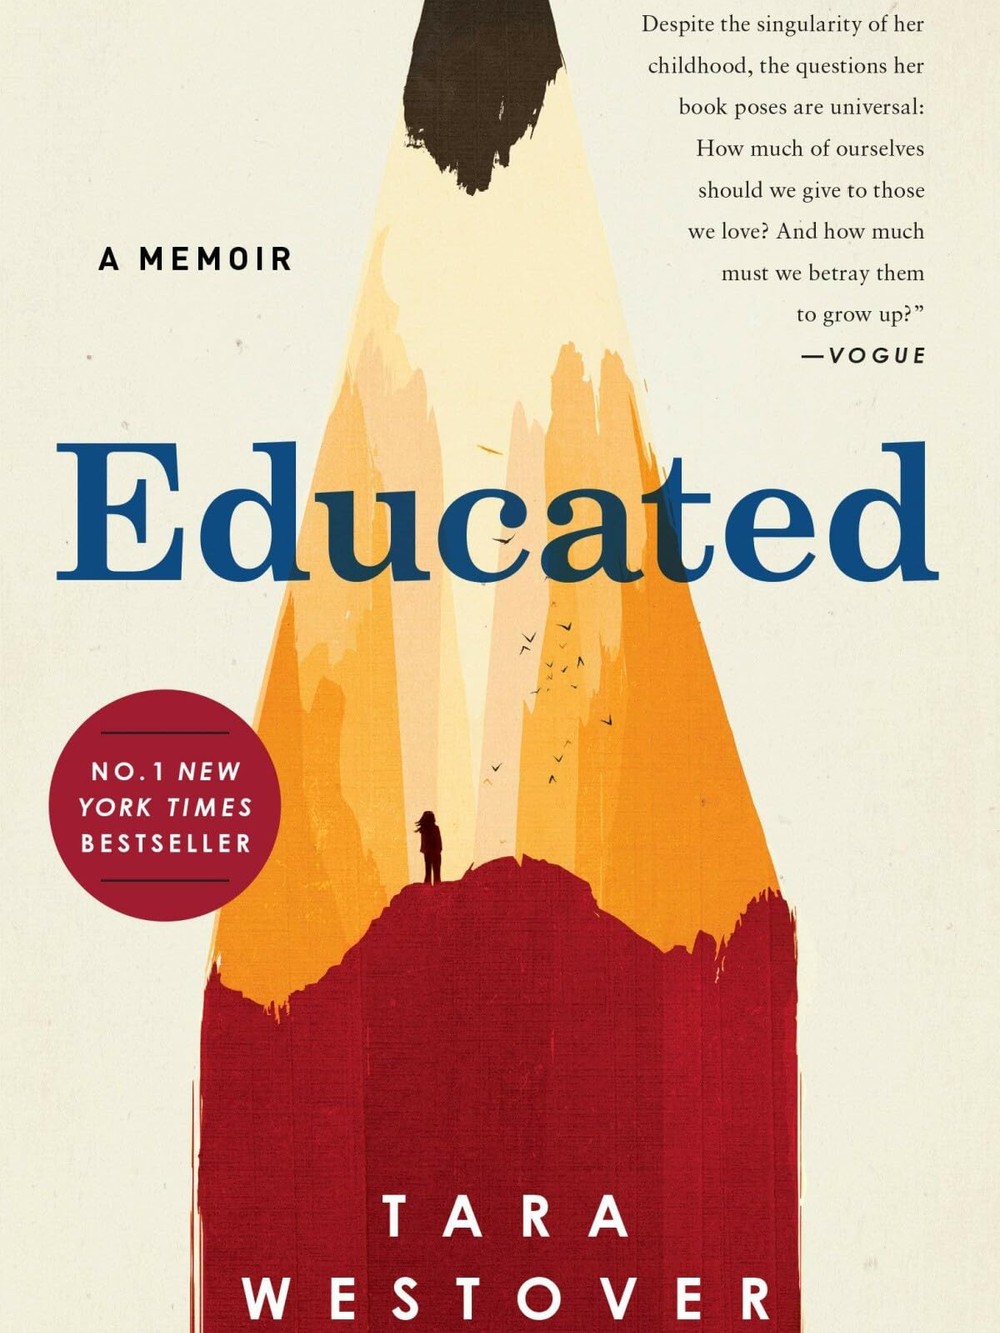 Despite the singularity of her
childhood, the questions her
book poses are universal:
How much of ourselves
should we give to those
we love? And how much
must we betray them
to grow up?”
—VOGUE
A MEMOIR
Educated
NO.1 NEW
YORK TIMES
BESTSELLER
TARA
WESTOVER